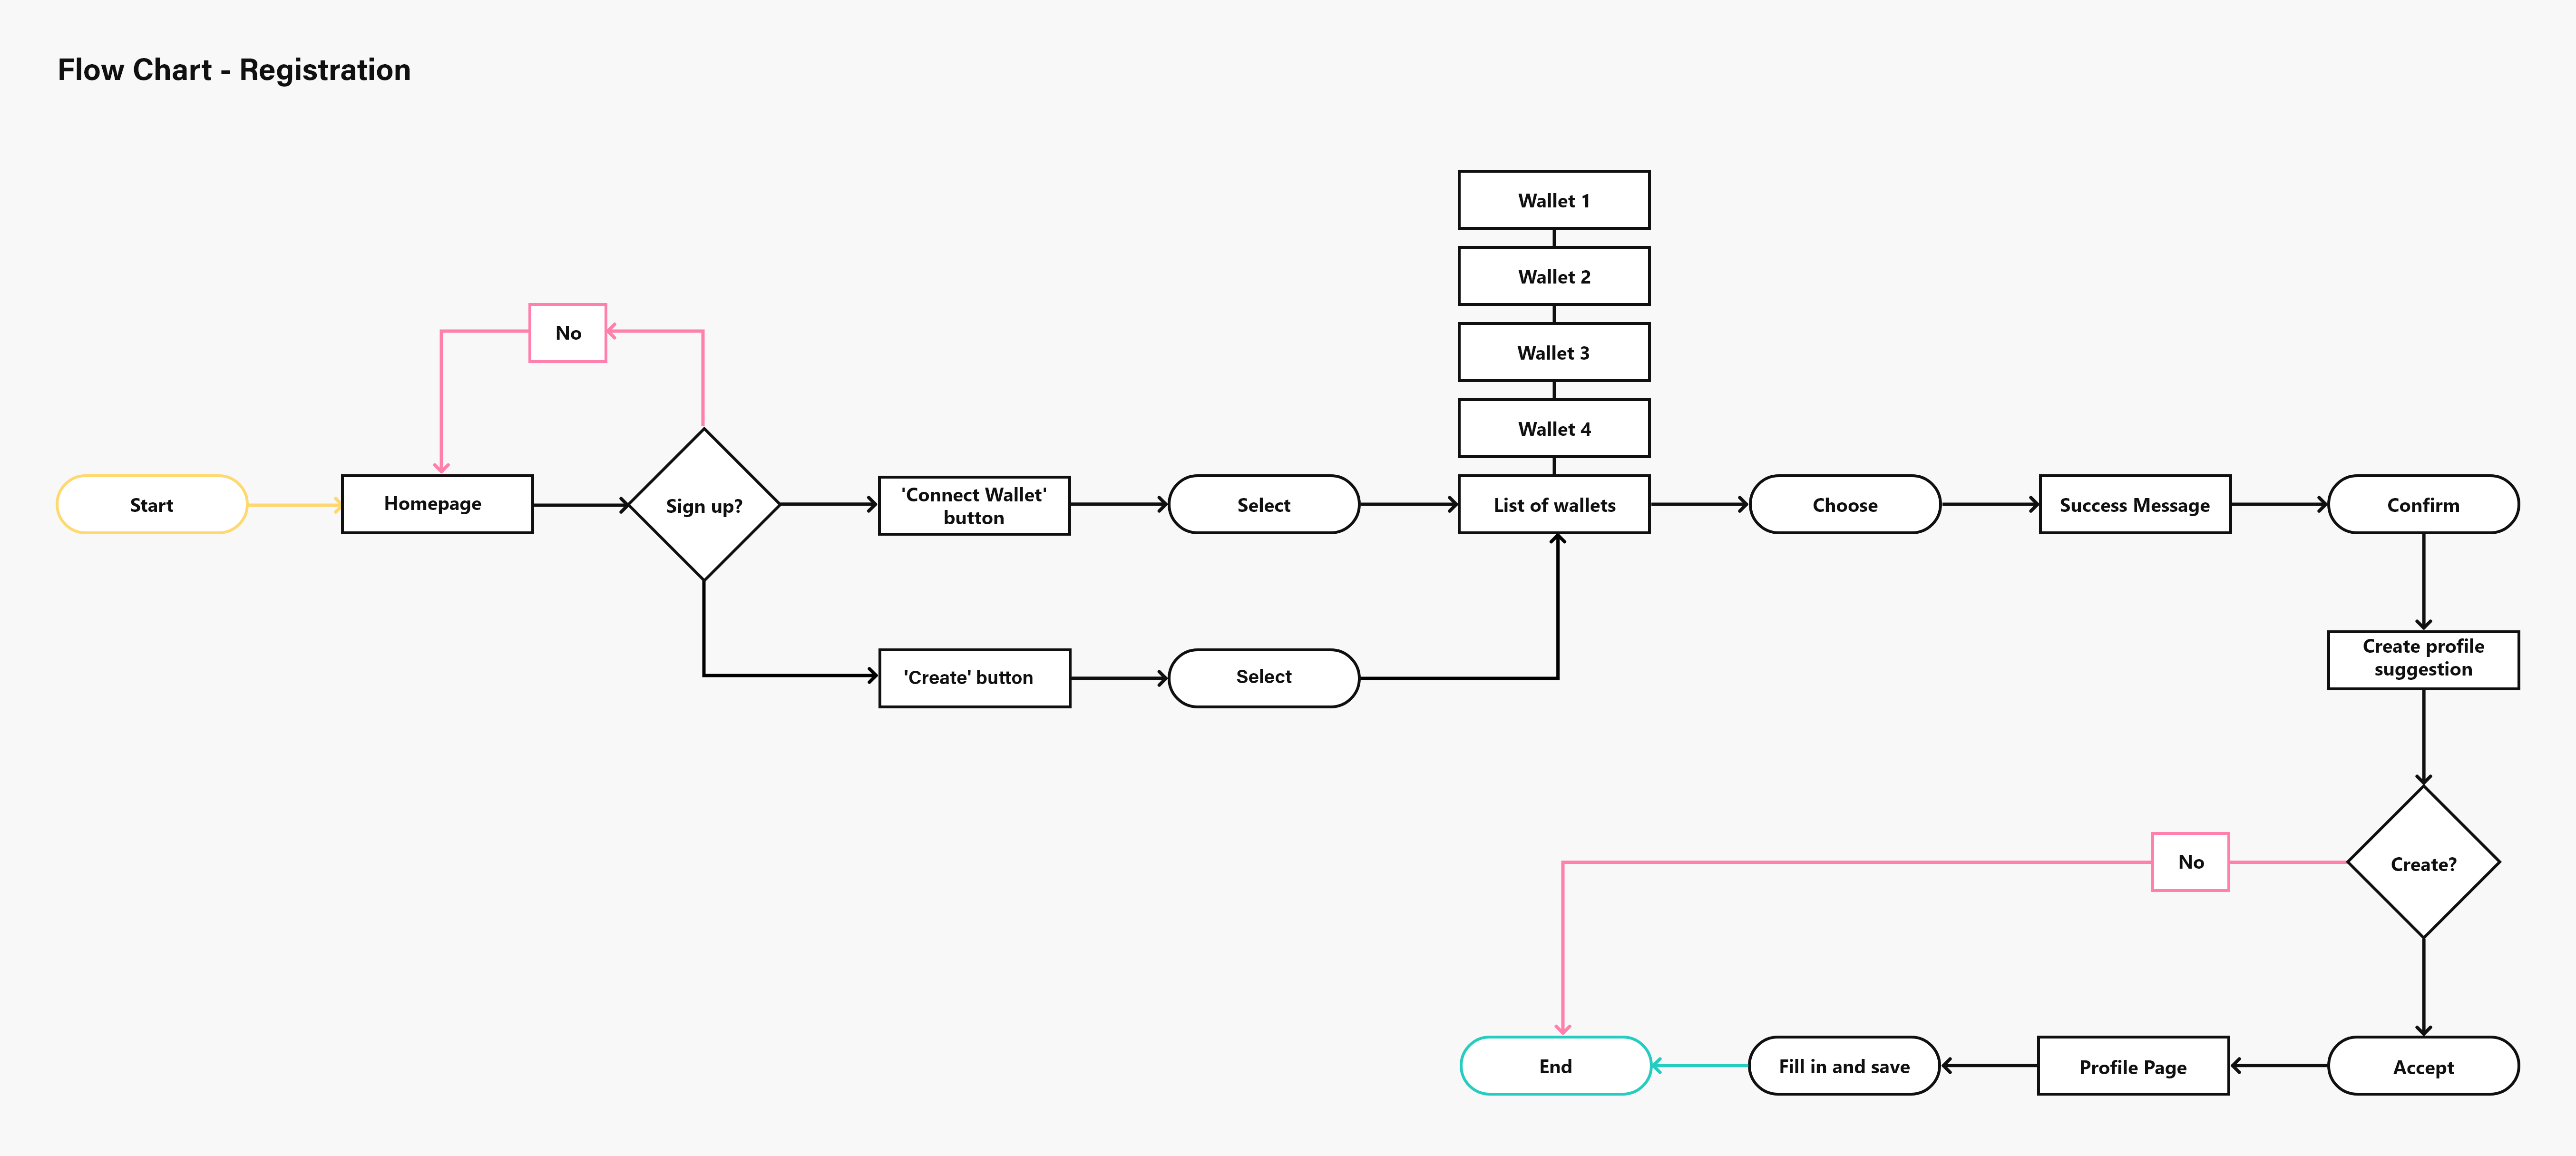 Flow Chart - Registration
Wallet 1
Wallet 2
Wallet 3
Wallet 4
No
Start
Homepage
Sign up?
'Connect Wallet'
button
Select
List of wallets
Choose
Success Message
Confirm
'Create' button
Select
Create profile
suggestion
No
Create?
End
Fill in and save
Profile Page
Accept